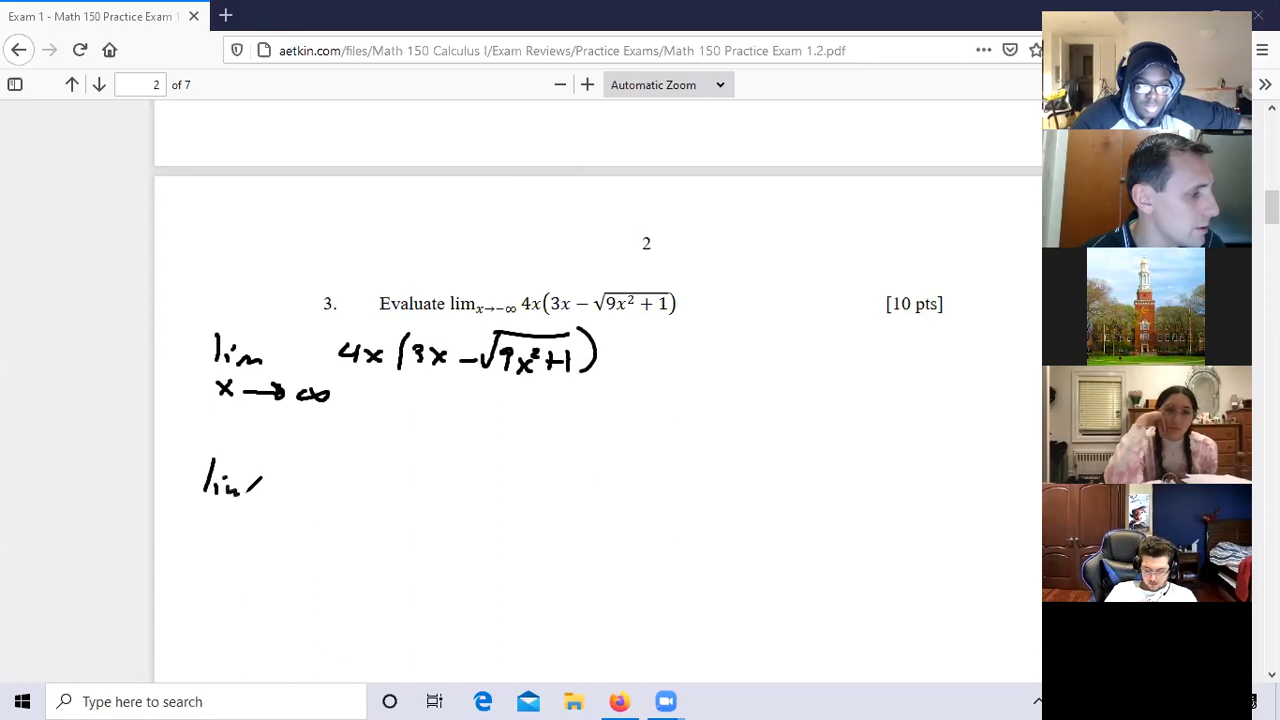 Exam 1 - Math 150 Practice Exam 1
aetkin.com/files/Math 150 Calculus I/Exam Reviews/Practice Exams/Math 150 Practice Exam 1.2.pdf
2 of 7
Automatic Zoom
2
3. Evaluate lim x→-∞ 4x(3x − √9x² + 1) [10 pts]
lim 4x (3x − √9x²+1)
x → ∞
lim
Type here to search